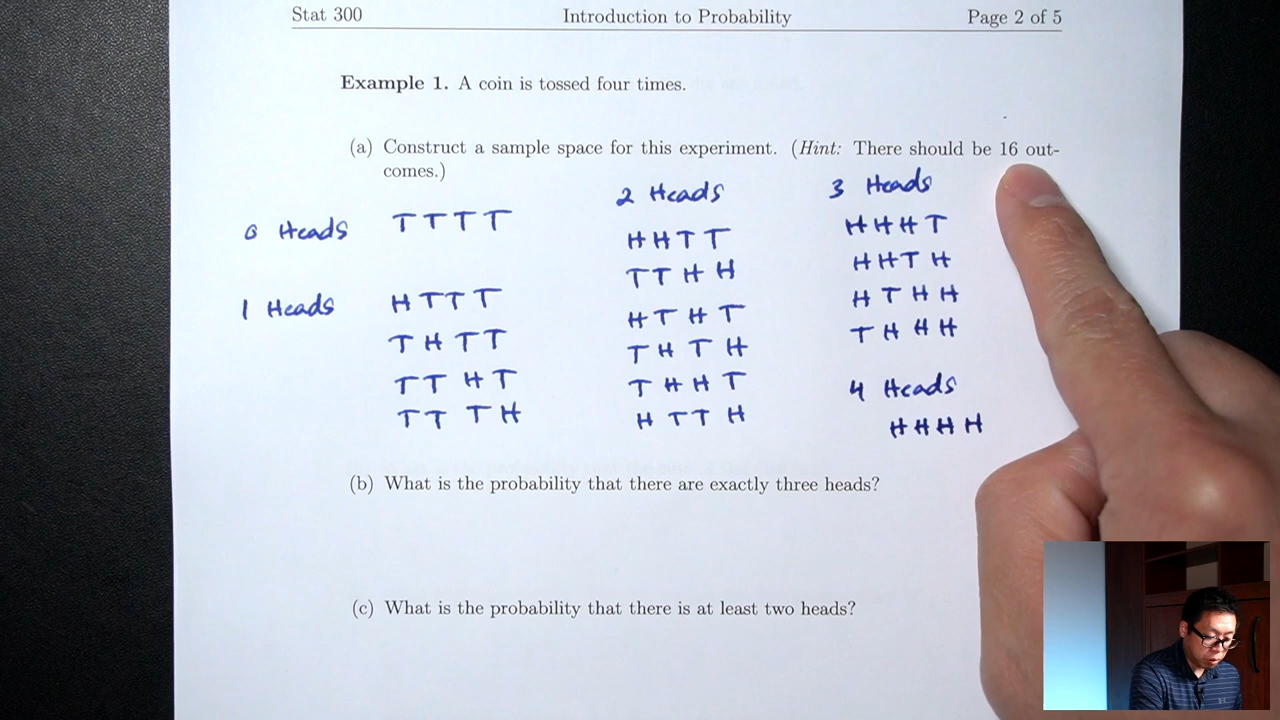 Stat 300 Introduction to Probability Page 2 of 5
Example 1. A coin is tossed four times.
(a) Construct a sample space for this experiment. (Hint: There should be 16 out-
comes.)
0 Heads TTTT
1 Heads HTTT
THTT
TTHT
TTTH
2 Heads
HHTT
TTHH
HTHT
THTH
THHT
HTTH
3 Heads
HHHT
HHTH
HTHH
THHH
4 Heads
HHHH
(b) What is the probability that there are exactly three heads?
(c) What is the probability that there is at least two heads?